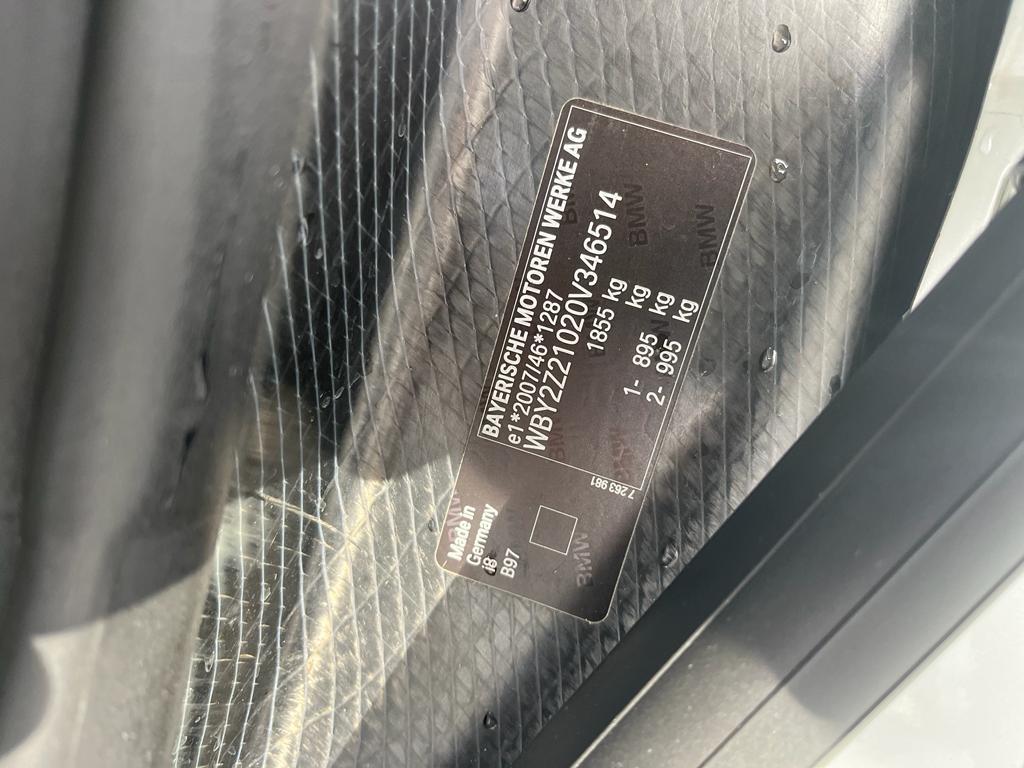 BAYERISCHE MOTOREN WERKE AG
e1*2007/46*1287
WBY2Z21020V346514
1855 kg
kg
1- 895 kg
2- 995 kg
7 263 981
Made in
Germany
B97
BMW
BMW
BMW
BMW